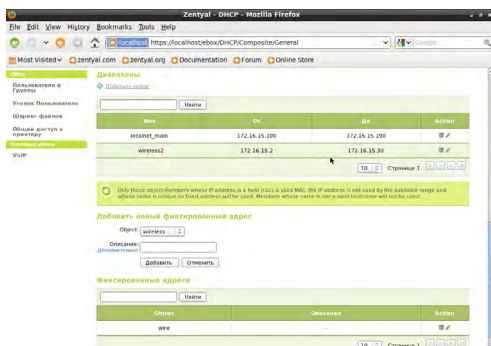 Zentyal - DHCP - Mozilla Firefox
File Edit View History Bookmarks Tools Help
localhost https://localhost/ebox/DHCP/Composite/General
Google
Most Visited zentyal.com zentyal.org Documentation Forum Online Store
Office
Пользователи и Группы
Уголок Пользователя
Шаринг файлов
Общий доступ к принтеру
Communications
VoIP
Диапазоны
Добавить новый
Найти
Имя От До Action
localnet_main 172.16.15.100 172.16.15.190
wireless2 172.16.15.2 172.16.15.30
10 Страница 1
Only those object members whose IP address is a host (/32), a valid MAC, the IP address is not used by the available range and
whose name is unique as fixed address will be used. Members whose name is not a valid hostname will not be used.
Добавить новый фиксированный адрес
Object: wireless
Описание:
Дополнительно
Добавить Отменить
Фиксированные адреса
Найти
Object Описание Action
wire --
10 Страница 1